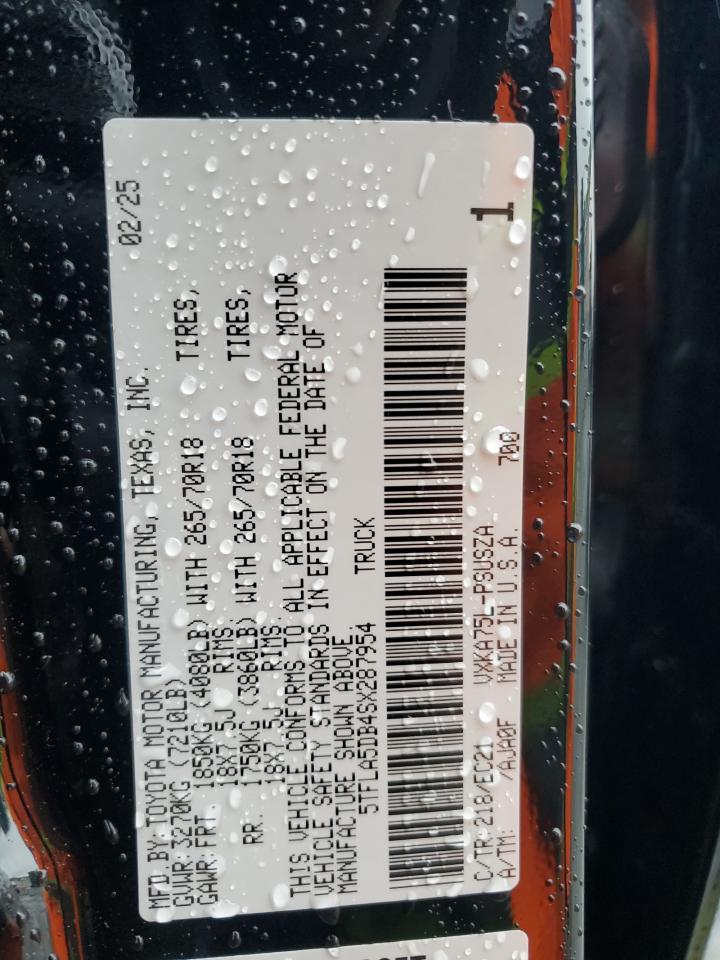 MFD BY: TOYOTA MOTOR MANUFACTURING, TEXAS, INC. 02/25
GVWR: 3270KG (7210LB)
GAWR: FRT. 1850KG (4080LB) WITH 265/70R18 TIRES,
18X7.5J RIMS:
RR. 1750KG (3860LB) WITH 265/70R18 TIRES,
18X7.5J RIMS.
THIS VEHICLE CONFORMS TO ALL APPLICABLE FEDERAL MOTOR
VEHICLE SAFETY STANDARDS IN EFFECT ON THE DATE OF
MANUFACTURE SHOWN ABOVE
5TFLA5DB4SX287954 TRUCK
C/TR: 218/EC21 VXKA75L-PSUSZA 700 1
A/TM: /AJA0F MADE IN U.S.A.